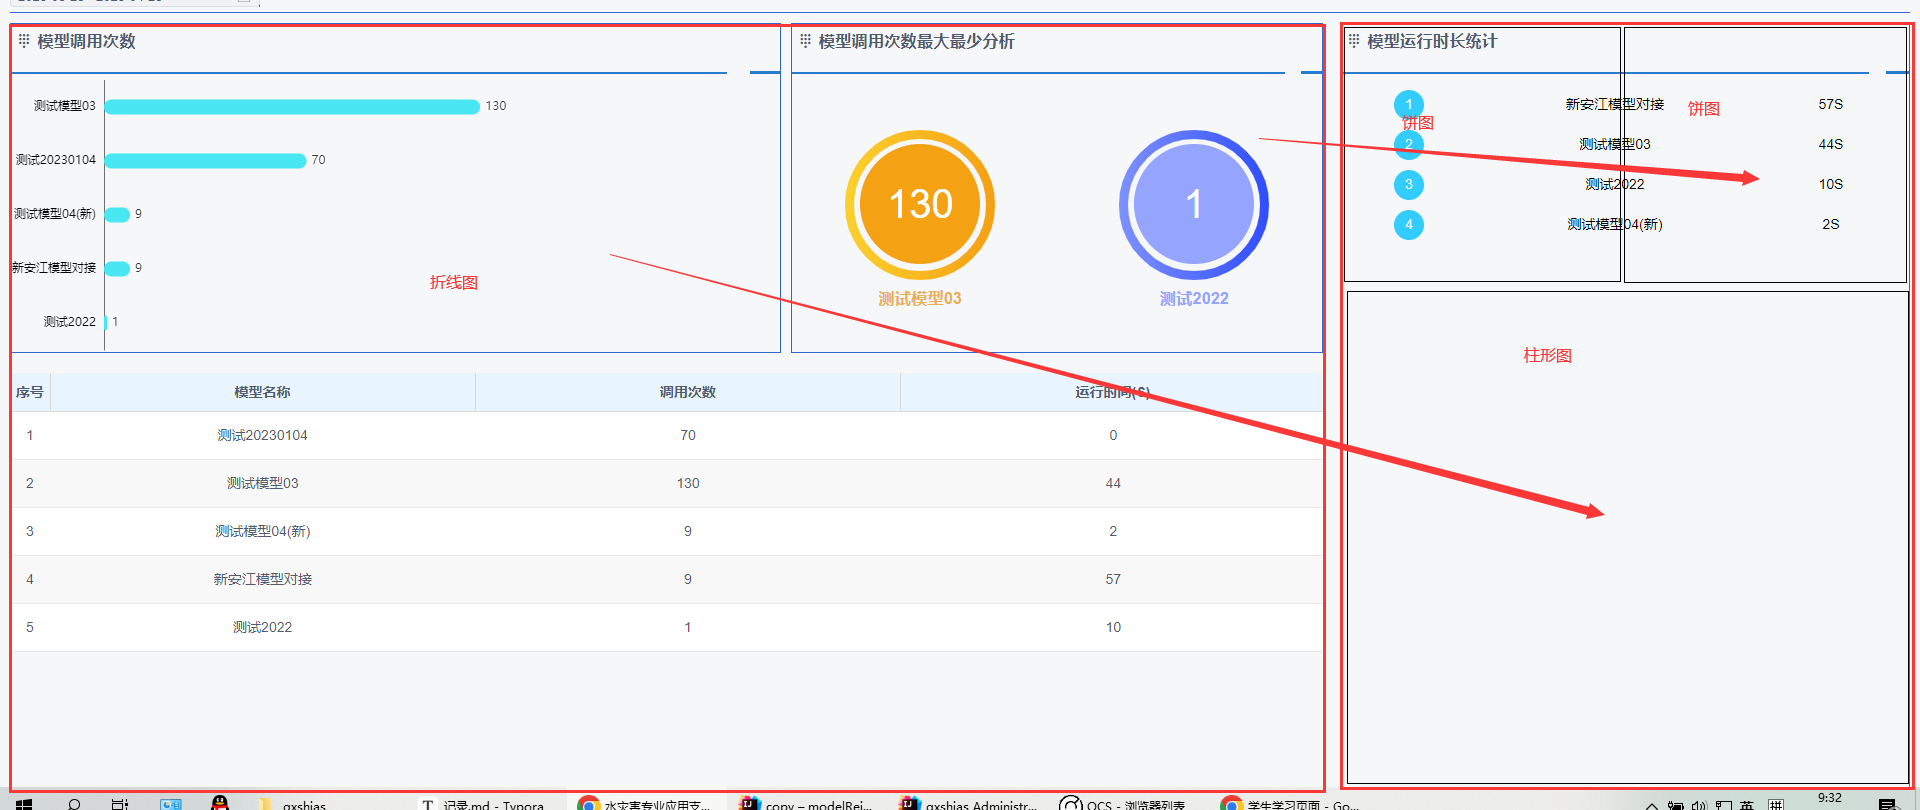 模型调用次数
测试模型03 130
测试20230104 70
测试模型04(新) 9
新安江模型对接 9
测试2022 1
折线图
模型调用次数最大最少分析
130
测试模型03
1
测试2022
模型运行时长统计
1 新安江模型对接 57S
饼图
饼图
2 测试模型03 44S
3 测试2022 10S
4 测试模型04(新) 2S
柱形图
序号 模型名称 调用次数 运行时间(S)
1 测试20230104 70 0
2 测试模型03 130 44
3 测试模型04(新) 9 2
4 新安江模型对接 9 57
5 测试2022 1 10
qxshias
T 记录.md - Typora
水灾害专业应用支...
copy – modelRei...
qxshias Administr...
QCS - 浏览器列表
学生学习页面 - Go...
英
拼
9:32